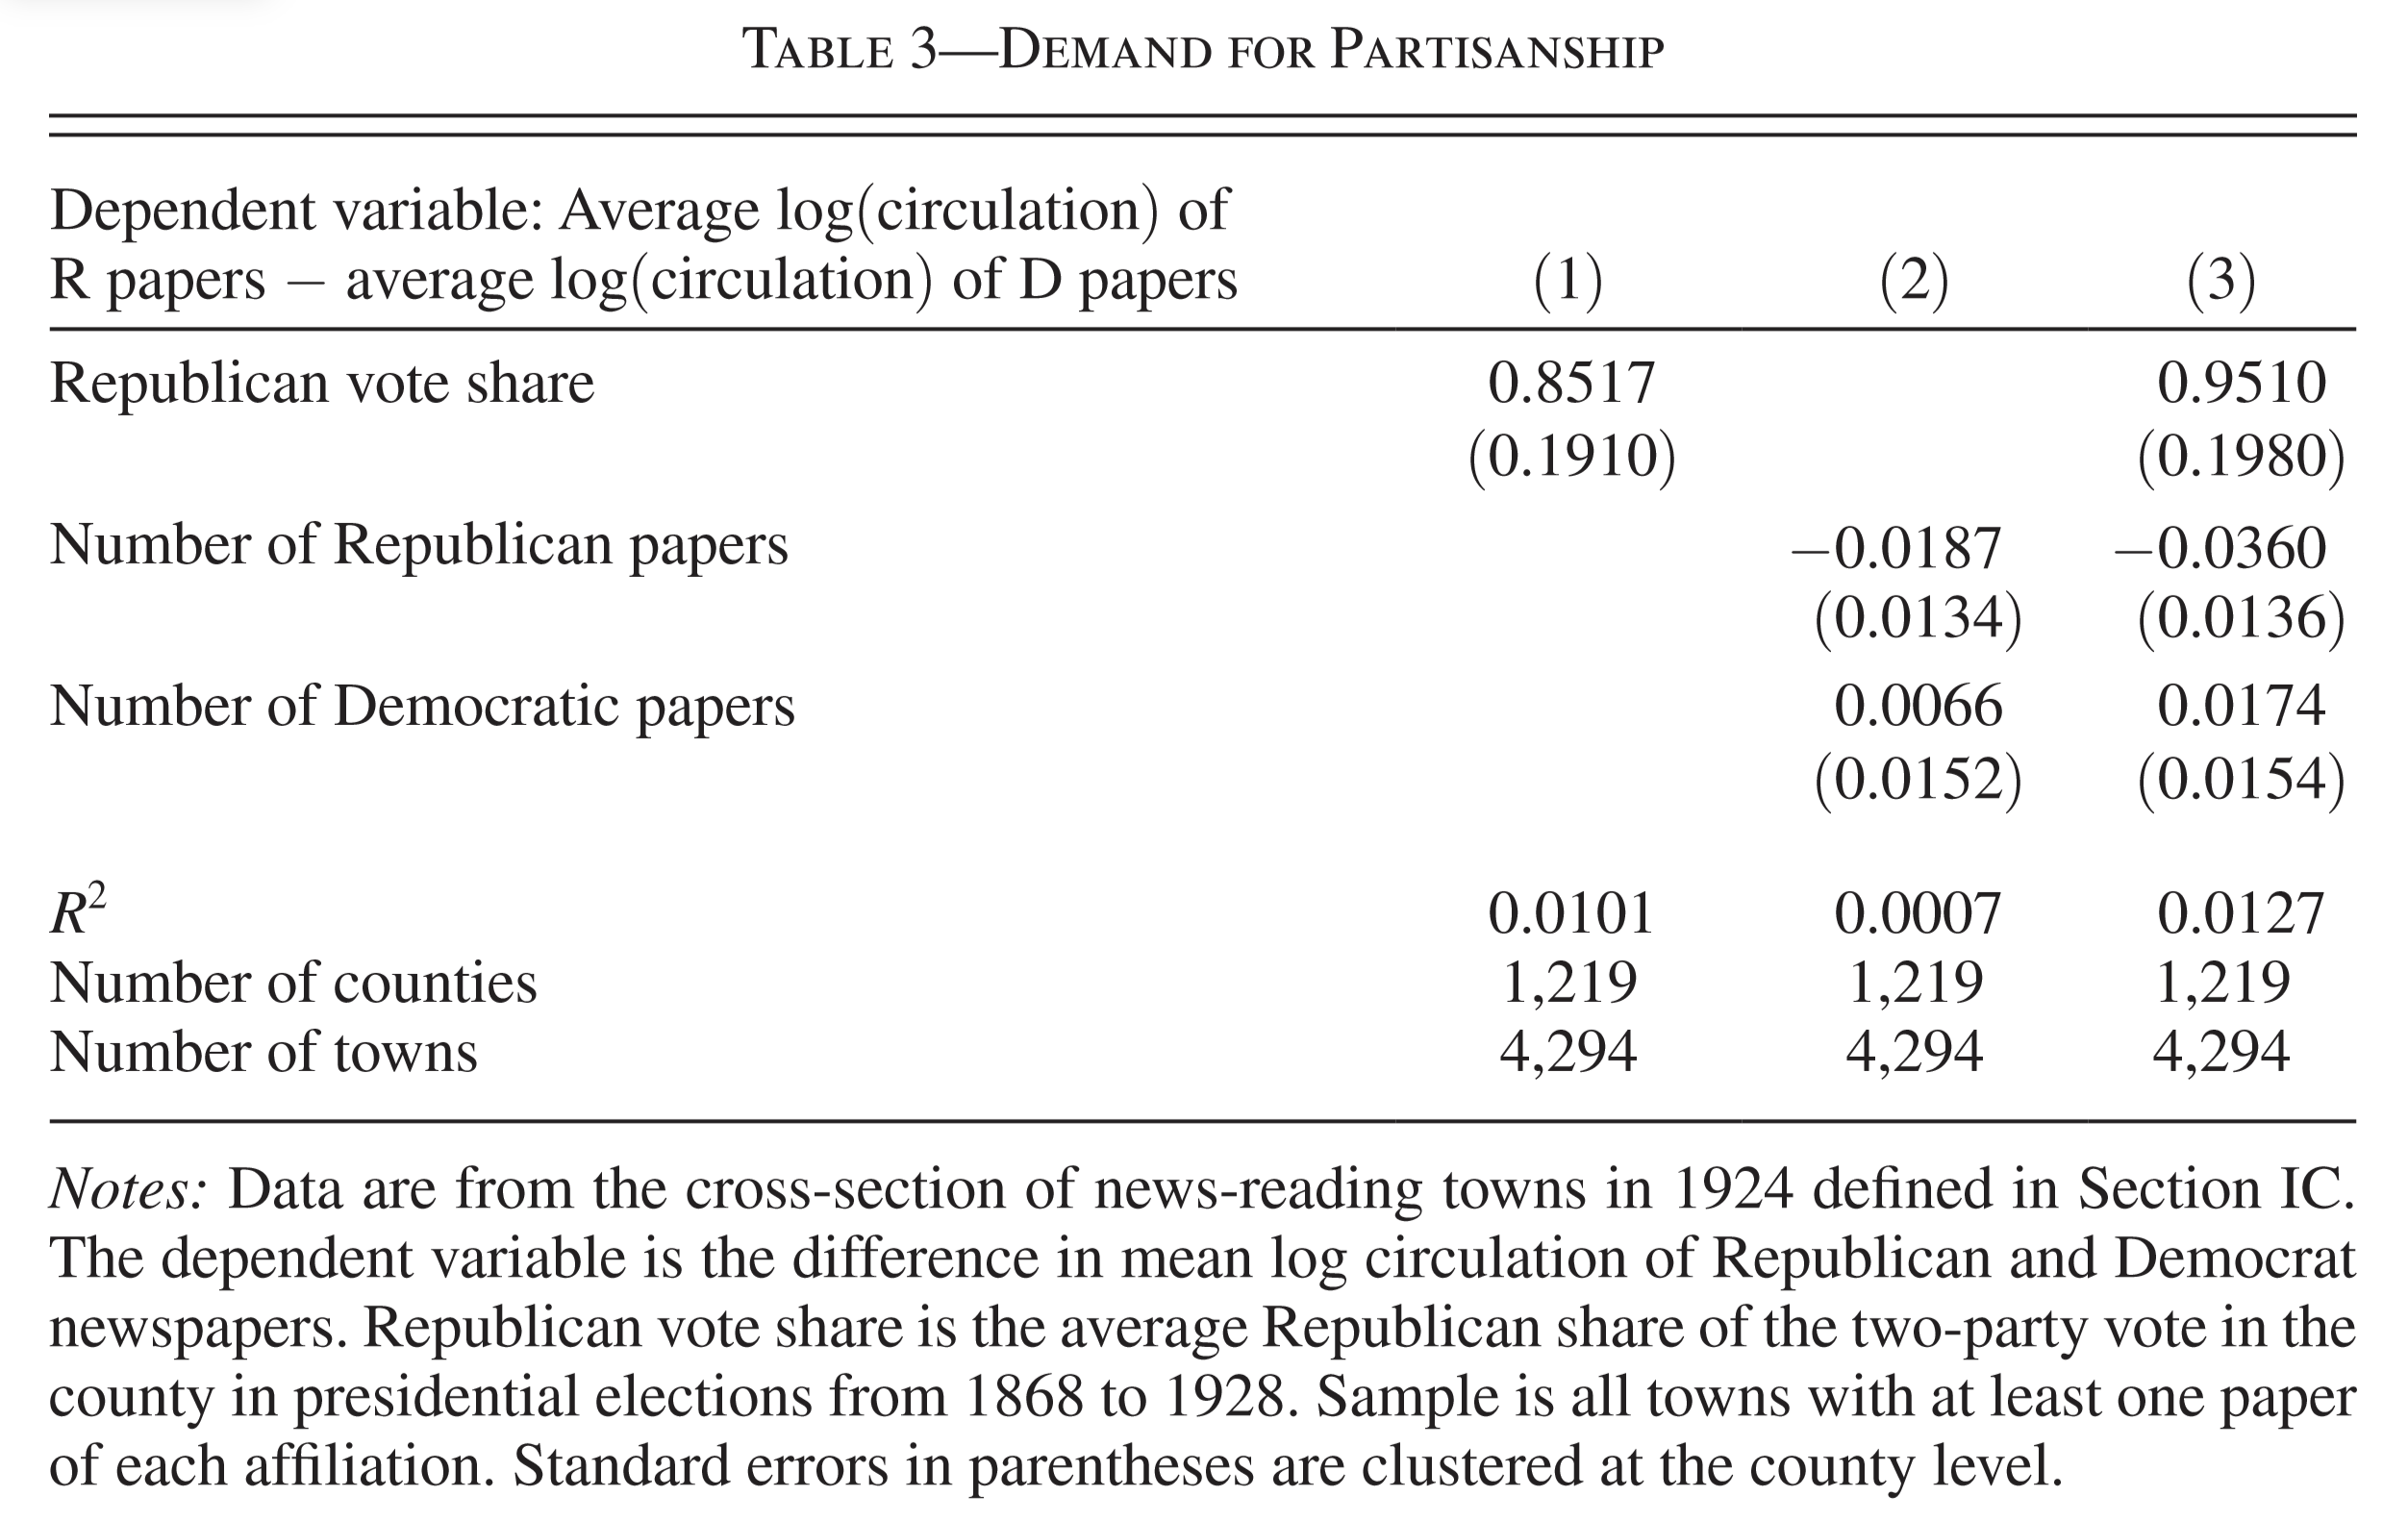 TABLE 3—DEMAND FOR PARTISANSHIP
Dependent variable: Average log(circulation) of
R papers − average log(circulation) of D papers (1) (2) (3)
Republican vote share 0.8517 0.9510
(0.1910) (0.1980)
Number of Republican papers −0.0187 −0.0360
(0.0134) (0.0136)
Number of Democratic papers 0.0066 0.0174
(0.0152) (0.0154)
R² 0.0101 0.0007 0.0127
Number of counties 1,219 1,219 1,219
Number of towns 4,294 4,294 4,294
Notes: Data are from the cross-section of news-reading towns in 1924 defined in Section IC.
The dependent variable is the difference in mean log circulation of Republican and Democrat
newspapers. Republican vote share is the average Republican share of the two-party vote in the
county in presidential elections from 1868 to 1928. Sample is all towns with at least one paper
of each affiliation. Standard errors in parentheses are clustered at the county level.